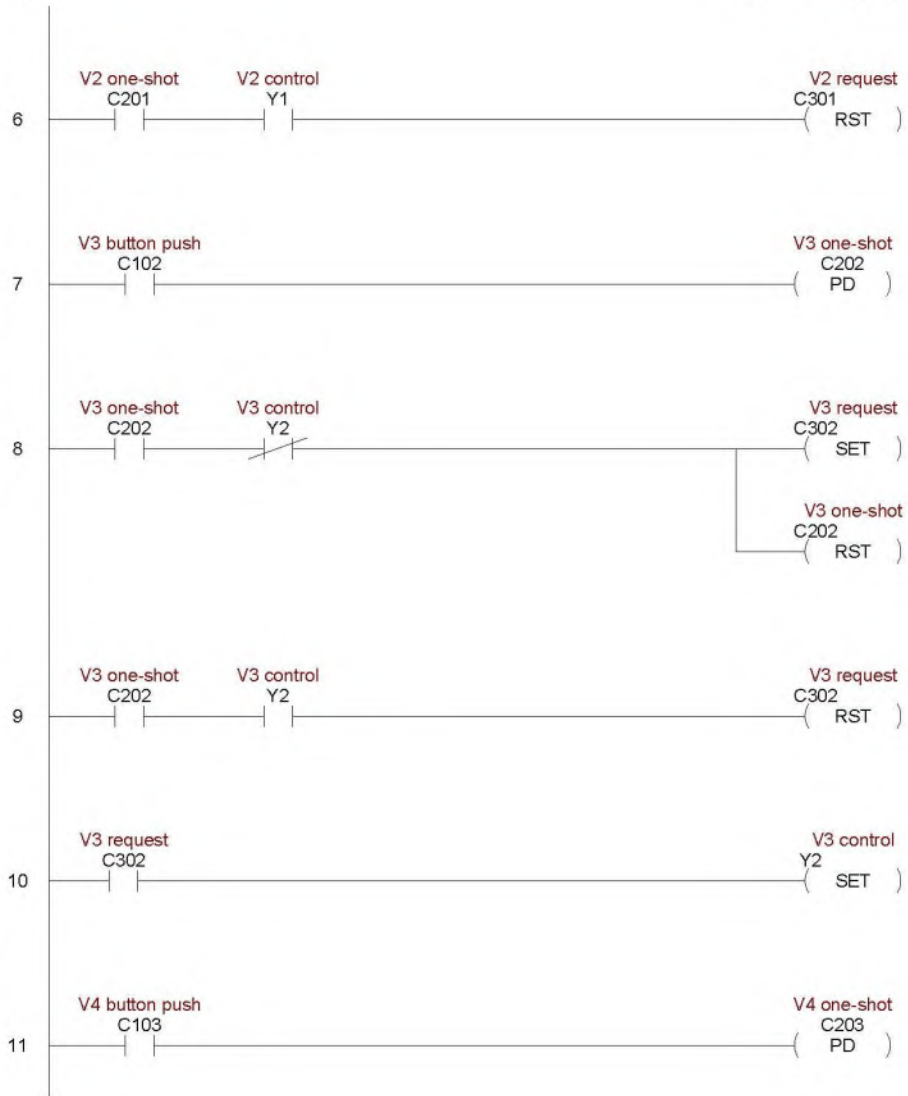 V2 one-shot V2 control V2 request
C201 Y1 C301
6 RST
V3 button push V3 one-shot
C102 C202
7 PD
V3 one-shot V3 control V3 request
C202 Y2 C302
8 SET
V3 one-shot
C202
RST
V3 one-shot V3 control V3 request
C202 Y2 C302
9 RST
V3 request V3 control
C302 Y2
10 SET
V4 button push V4 one-shot
C103 C203
11 PD